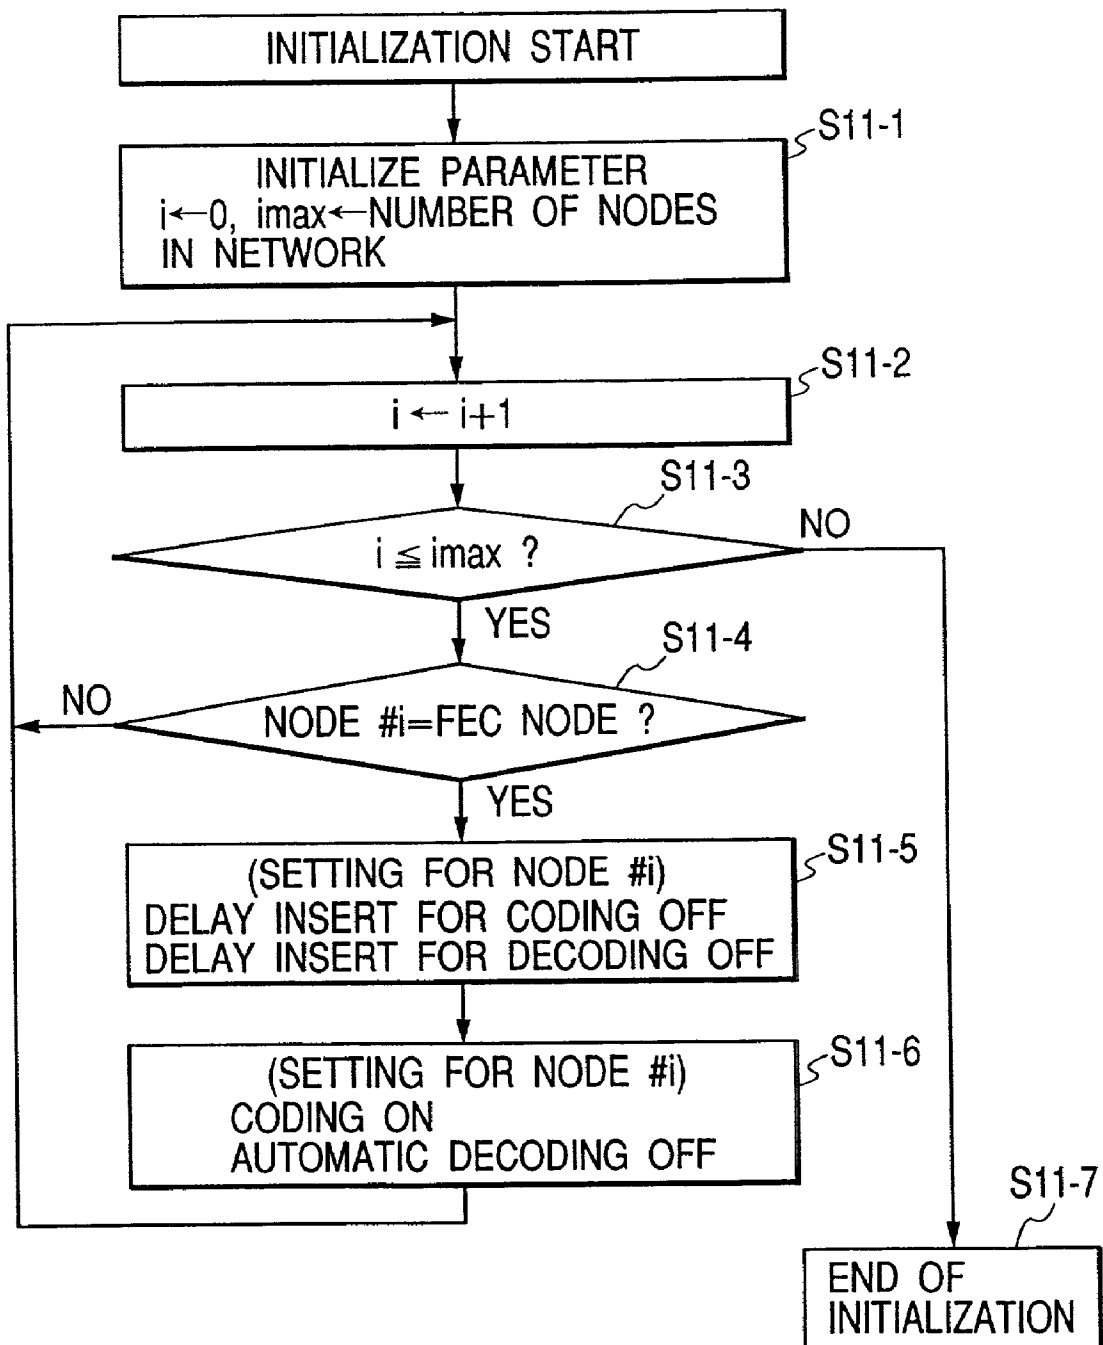 INITIALIZATION START
S11-1
INITIALIZE PARAMETER
i←0, imax←NUMBER OF NODES
IN NETWORK
S11-2
i ← i+1
S11-3
i ≦ imax ?
NO
YES
S11-4
NO
NODE #i=FEC NODE ?
YES
S11-5
(SETTING FOR NODE #i)
DELAY INSERT FOR CODING OFF
DELAY INSERT FOR DECODING OFF
S11-6
(SETTING FOR NODE #i)
CODING ON
AUTOMATIC DECODING OFF
S11-7
END OF
INITIALIZATION